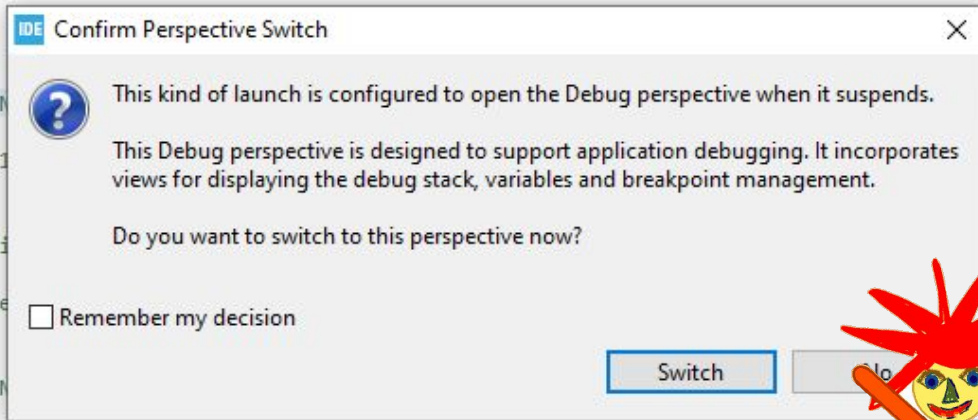 IDE Confirm Perspective Switch
This kind of launch is configured to open the Debug perspective when it suspends.
This Debug perspective is designed to support application debugging. It incorporates
views for displaying the debug stack, variables and breakpoint management.
Do you want to switch to this perspective now?
Remember my decision
Switch No